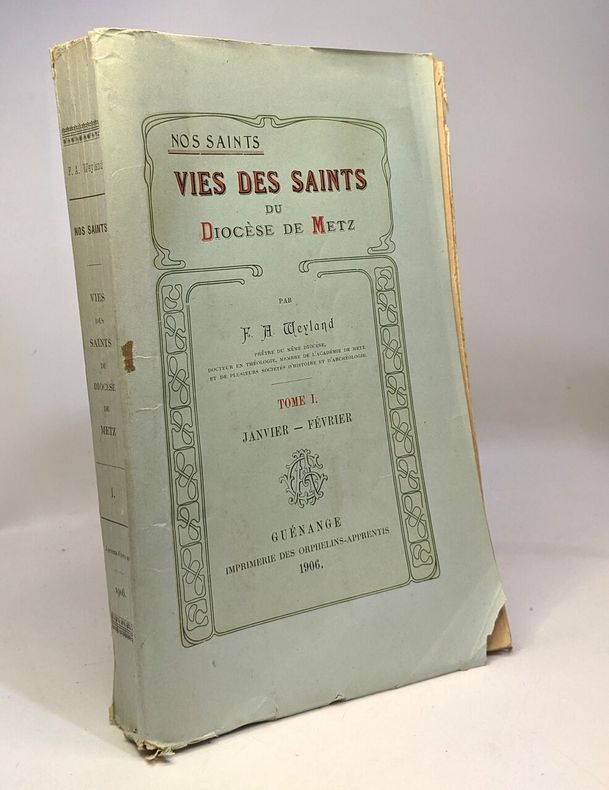 NOS SAINTS
VIES DES SAINTS
DU
DIOCÈSE DE METZ
PAR
F. A Weyland
PRÊTRE DU MÊME DIOCÈSE,
DOCTEUR EN THÉOLOGIE, MEMBRE DE L'ACADÉMIE DE METZ
ET DE PLUSIEURS SOCIÉTÉS D'HISTOIRE ET D'ARCHÉOLOGIE.
TOME I.
JANVIER — FÉVRIER
GUÉNANGE
IMPRIMERIE DES ORPHELINS-APPRENTIS
1906.
F. A. Weyland
NOS SAINTS
VIES
DES
SAINTS
DU
DIOCÈSE
DE
METZ
I.
1906.